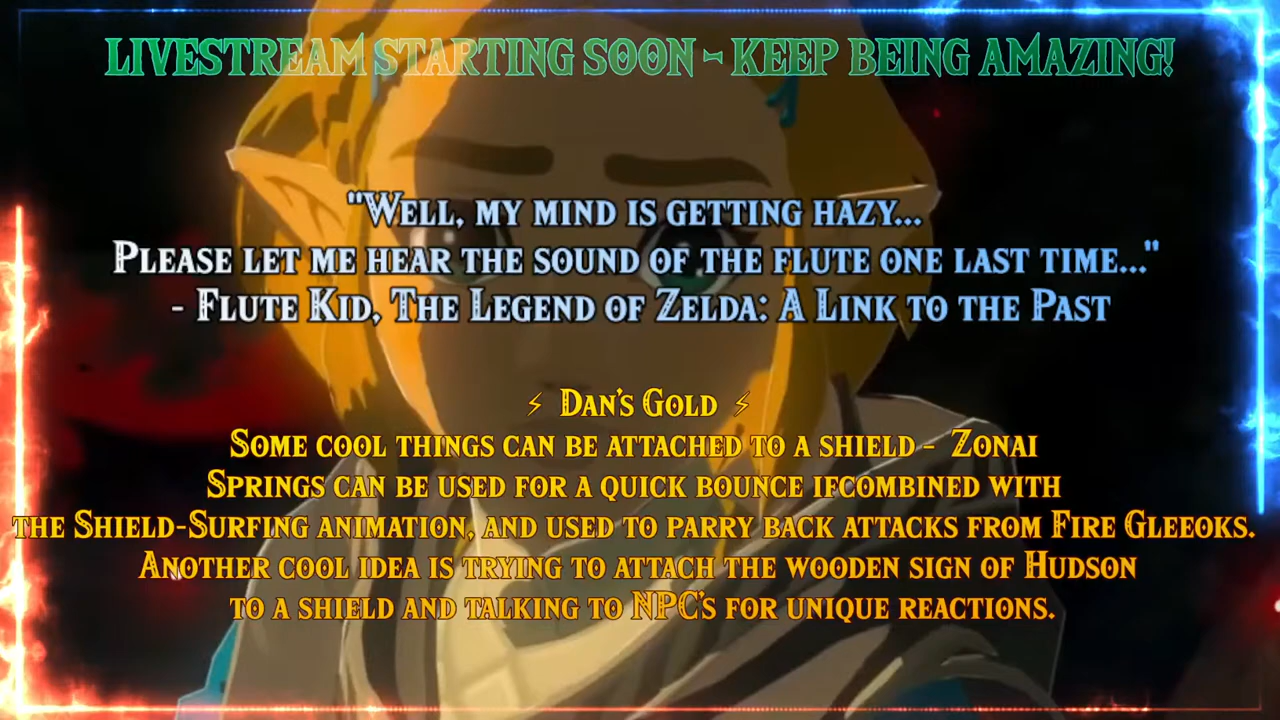 LIVESTREAM STARTING SOON - KEEP BEING AMAZING!
"Well, my mind is getting hazy...
Please let me hear the sound of the flute one last time..."
- Flute Kid, The Legend of Zelda: A Link to the Past
⚡ Dan's Gold ⚡
Some cool things can be attached to a shield - Zonai
Springs can be used for a quick bounce ifcombined with
the Shield-Surfing animation, and used to parry back attacks from Fire Gleeoks.
Another cool idea is trying to attach the wooden sign of Hudson
to a shield and talking to NPC's for unique reactions.